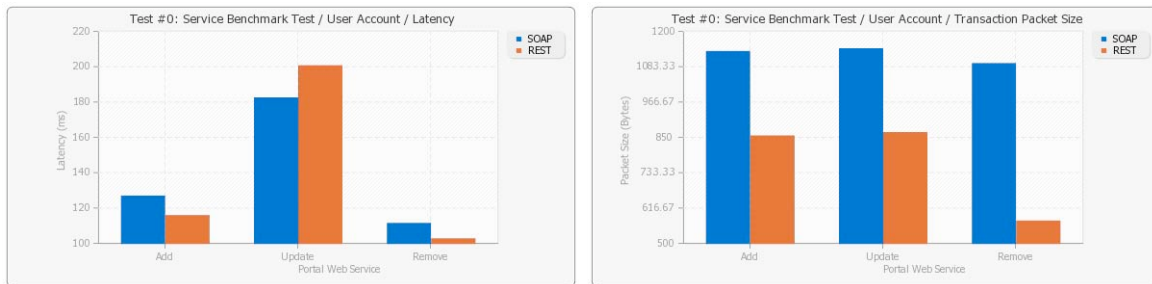 Test #0: Service Benchmark Test / User Account / Latency
220
200
180
160
140
120
100
Latency (ms)
Add
Update
Remove
Portal Web Service
SOAP
REST
Test #0: Service Benchmark Test / User Account / Transaction Packet Size
1200
1083.33
966.67
850
733.33
616.67
500
Packet Size (Bytes)
Add
Update
Remove
Portal Web Service
SOAP
REST